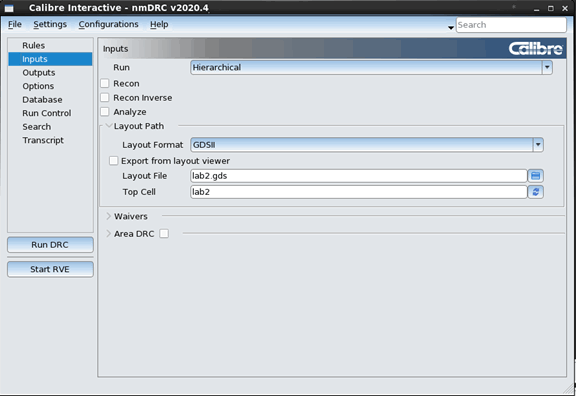 Calibre Interactive - nmDRC v2020.4
File Settings Configurations Help Search
Rules
Inputs
Outputs
Options
Database
Run Control
Search
Transcript
Run DRC
Start RVE
Inputs Calibre
Run Hierarchical
Recon
Recon Inverse
Analyze
Layout Path
Layout Format GDSII
Export from layout viewer
Layout File lab2.gds
Top Cell lab2
Waivers
Area DRC